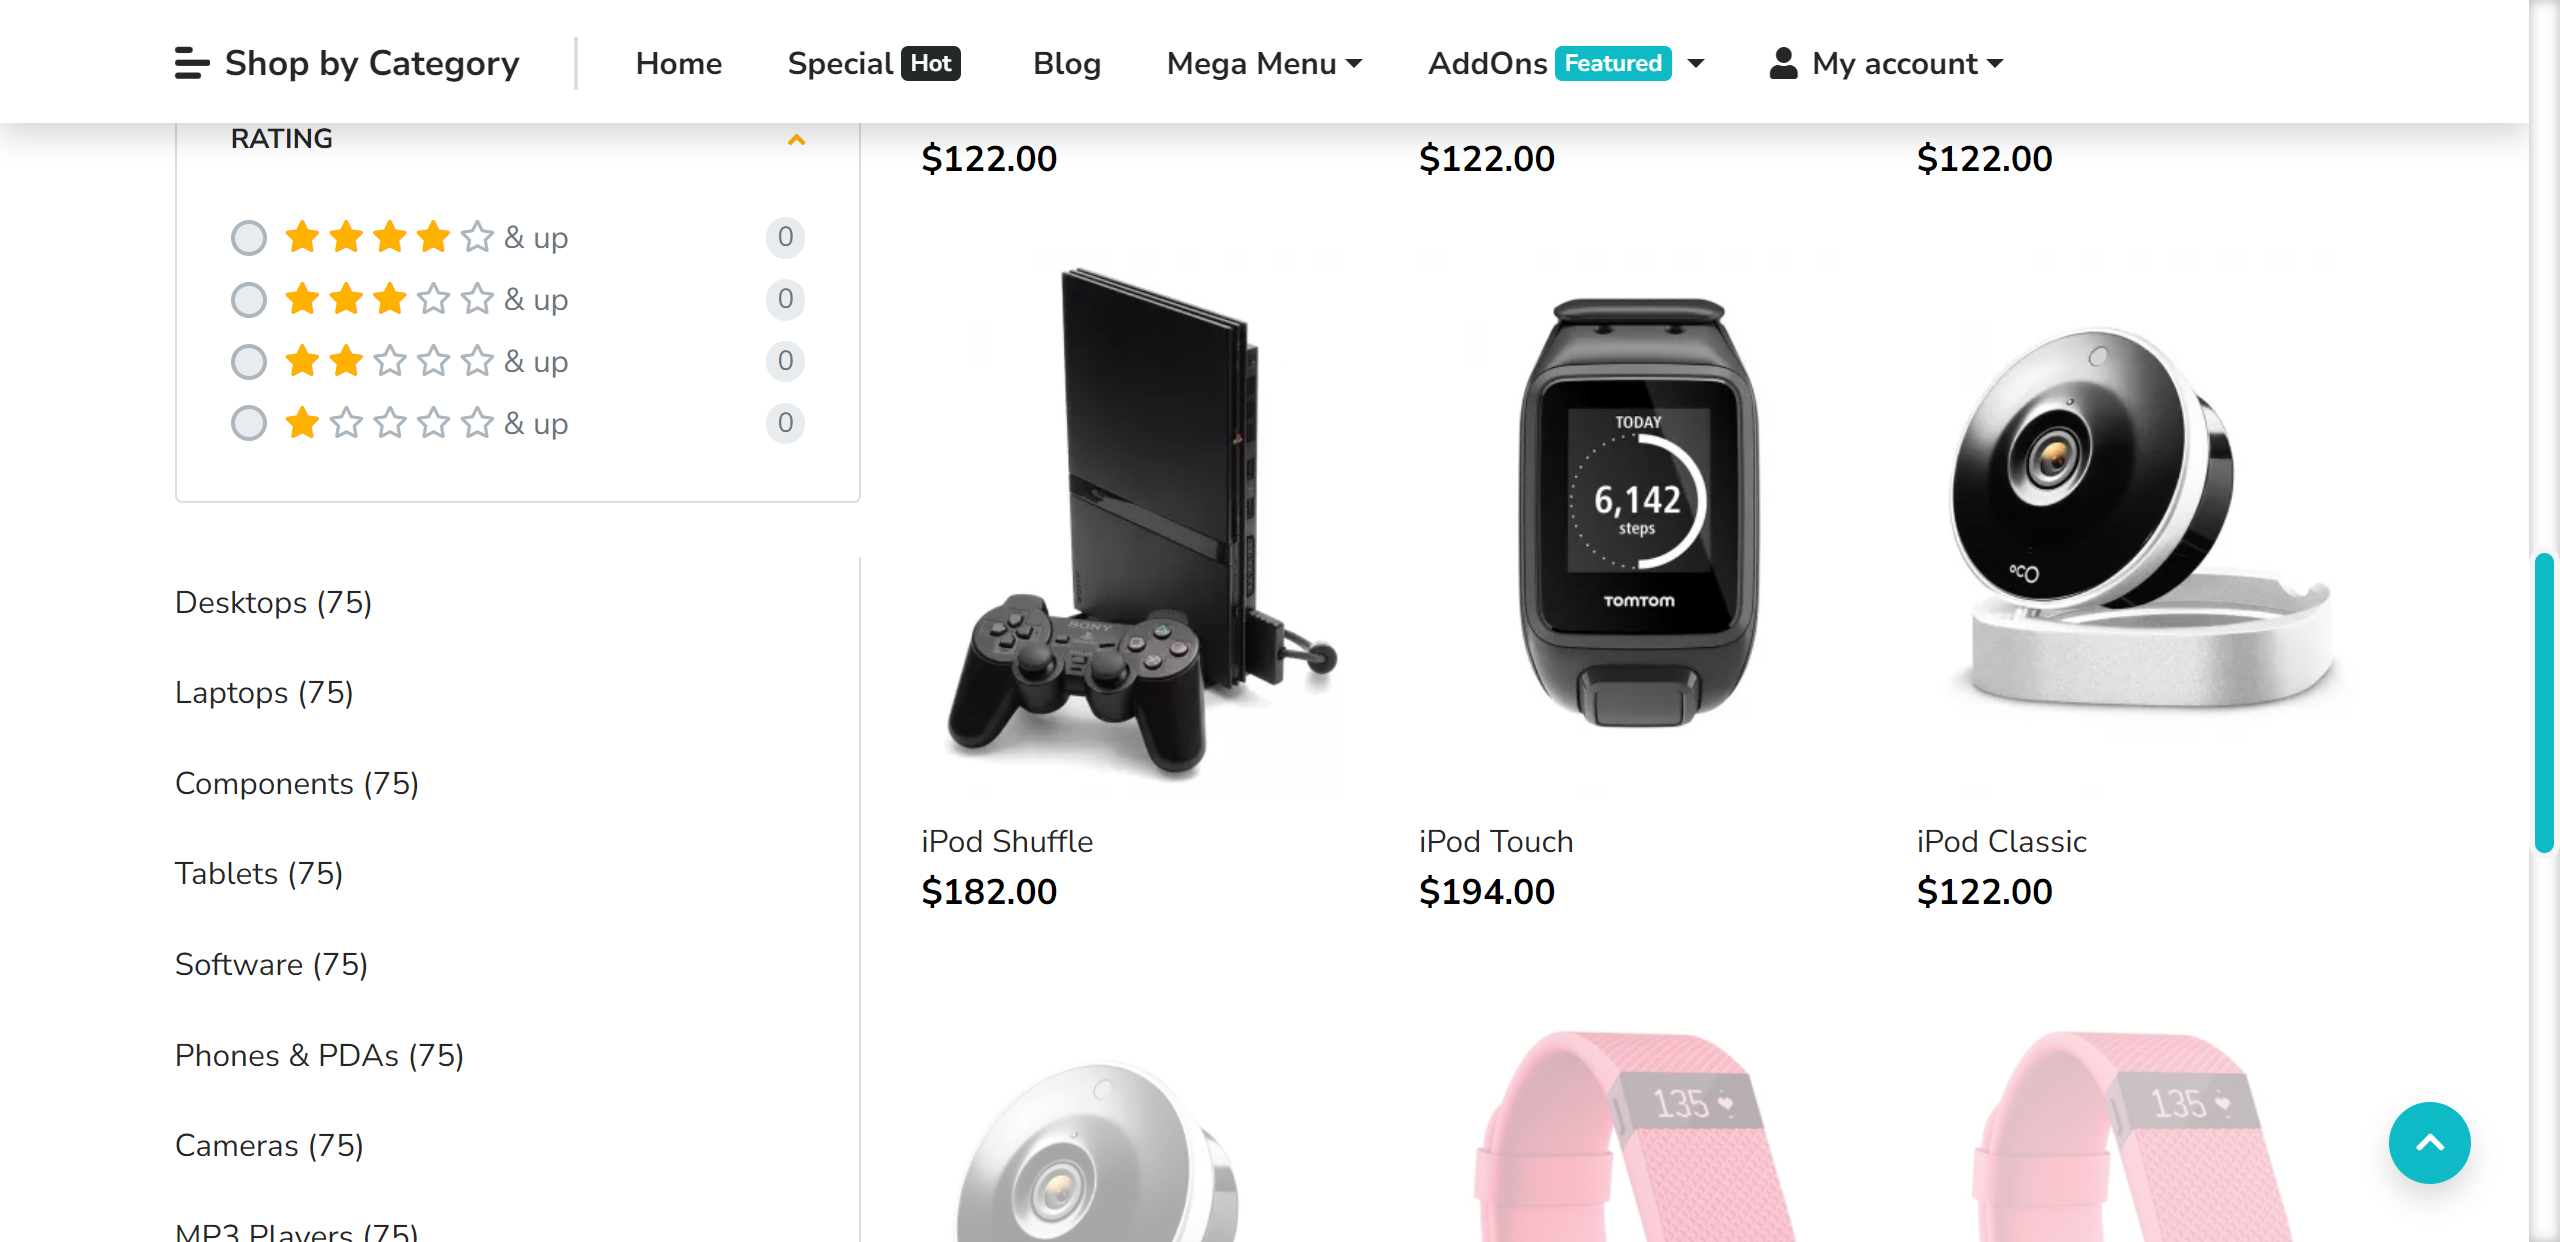 Shop by Category
Home
Special Hot
Blog
Mega Menu
AddOns Featured
My account
RATING
& up 0
& up 0
& up 0
& up 0
Desktops (75)
Laptops (75)
Components (75)
Tablets (75)
Software (75)
Phones & PDAs (75)
Cameras (75)
MP3 Players (75)
$122.00
$122.00
$122.00
SONY
TODAY
6,142
steps
TOMTOM
iPod Shuffle
$182.00
iPod Touch
$194.00
iPod Classic
$122.00
135
135